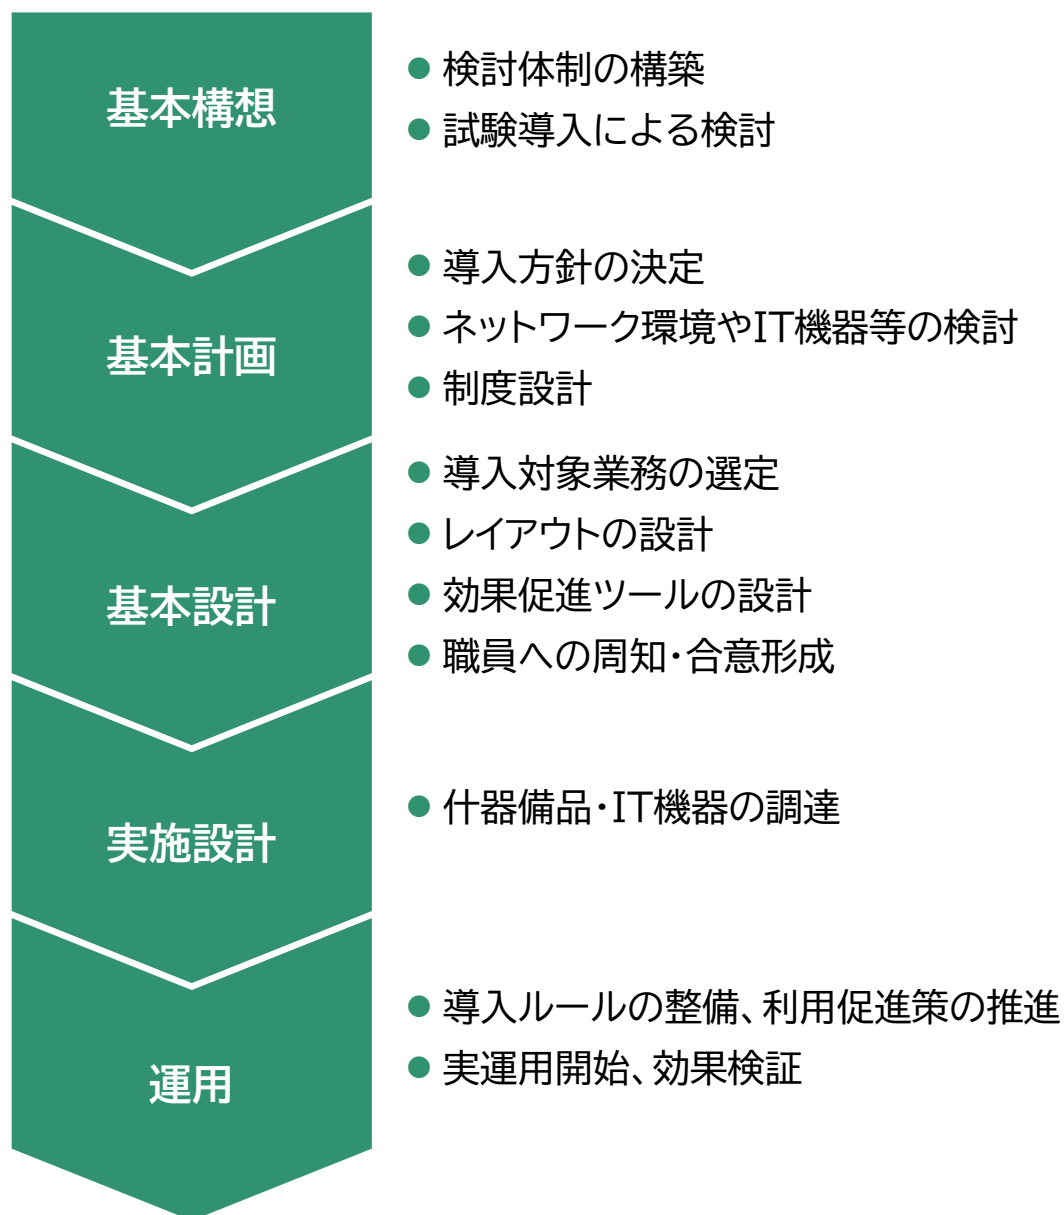 基本構想
● 検討体制の構築
● 試験導入による検討
基本計画
● 導入方針の決定
● ネットワーク環境やIT機器等の検討
● 制度設計
基本設計
● 導入対象業務の選定
● レイアウトの設計
● 効果促進ツールの設計
● 職員への周知・合意形成
実施設計
● 什器備品・IT機器の調達
運用
● 導入ルールの整備、利用促進策の推進
● 実運用開始、効果検証